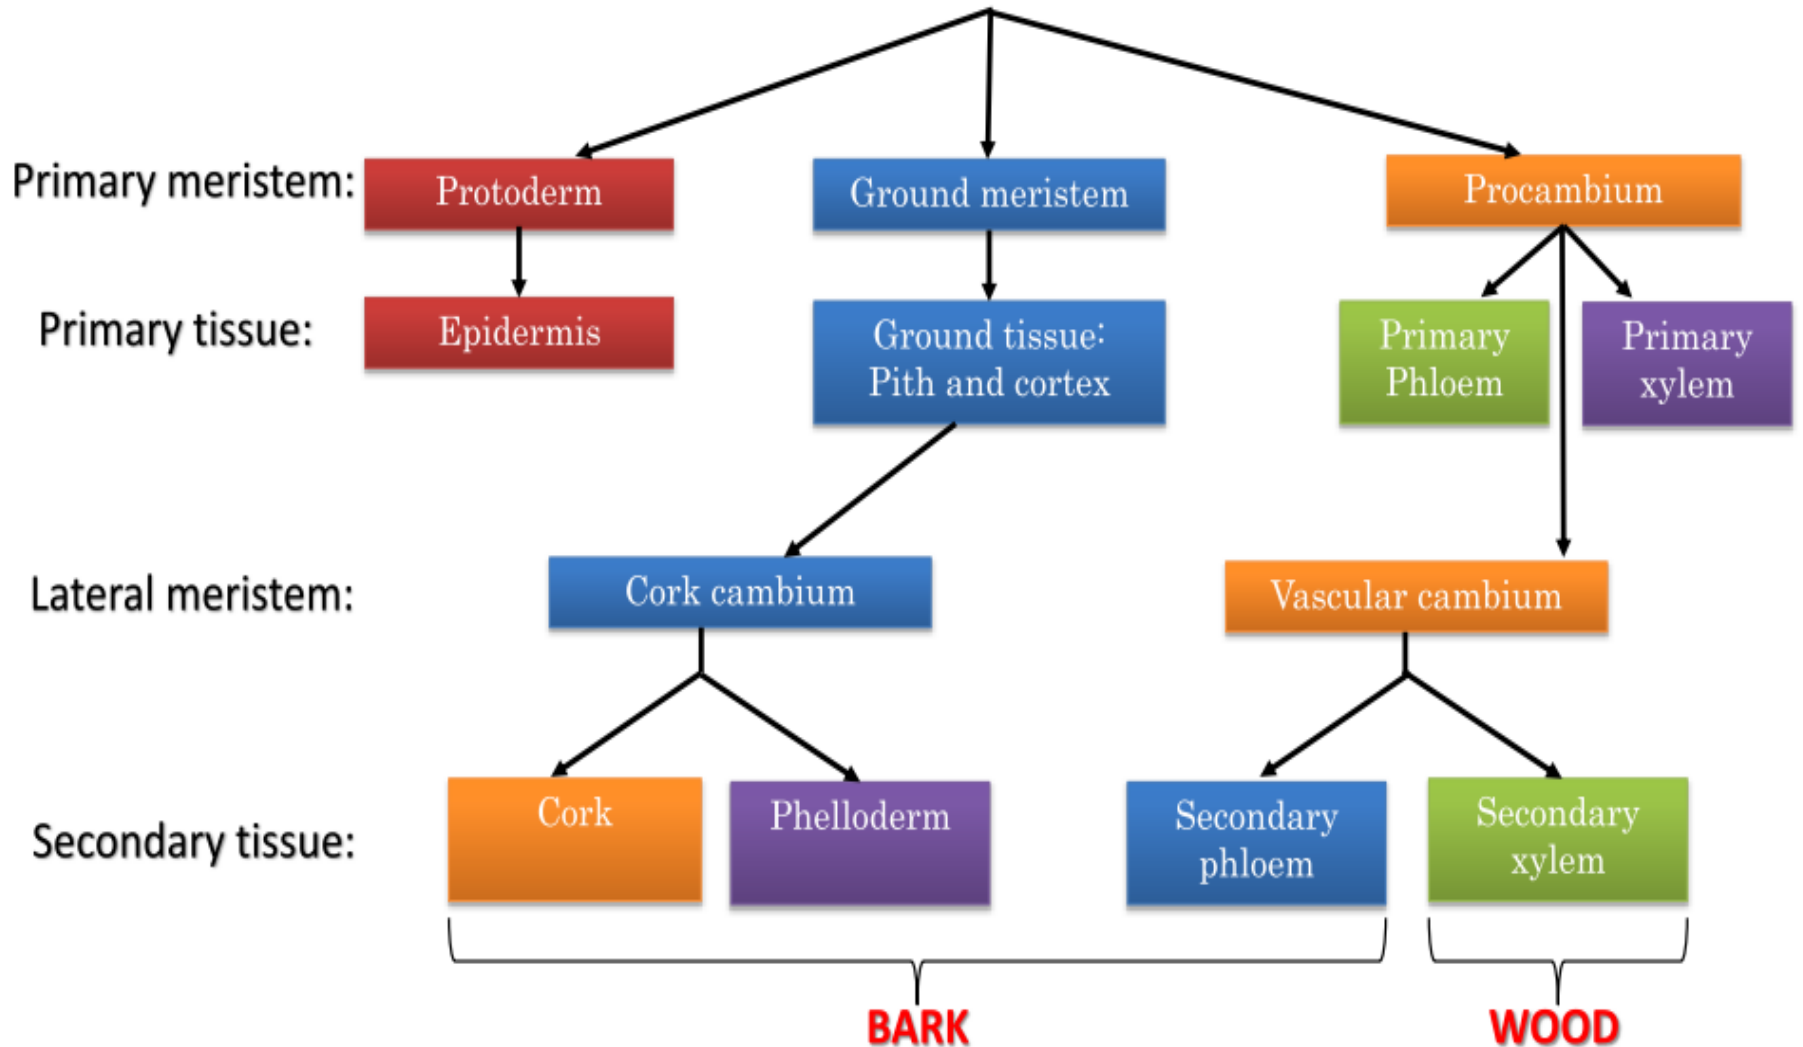 Primary meristem:
Protoderm
Ground meristem
Procambium
Primary tissue:
Epidermis
Ground tissue:
Pith and cortex
Primary
Phloem
Primary
xylem
Lateral meristem:
Cork cambium
Vascular cambium
Secondary tissue:
Cork
Phelloderm
Secondary
phloem
Secondary
xylem
BARK
WOOD